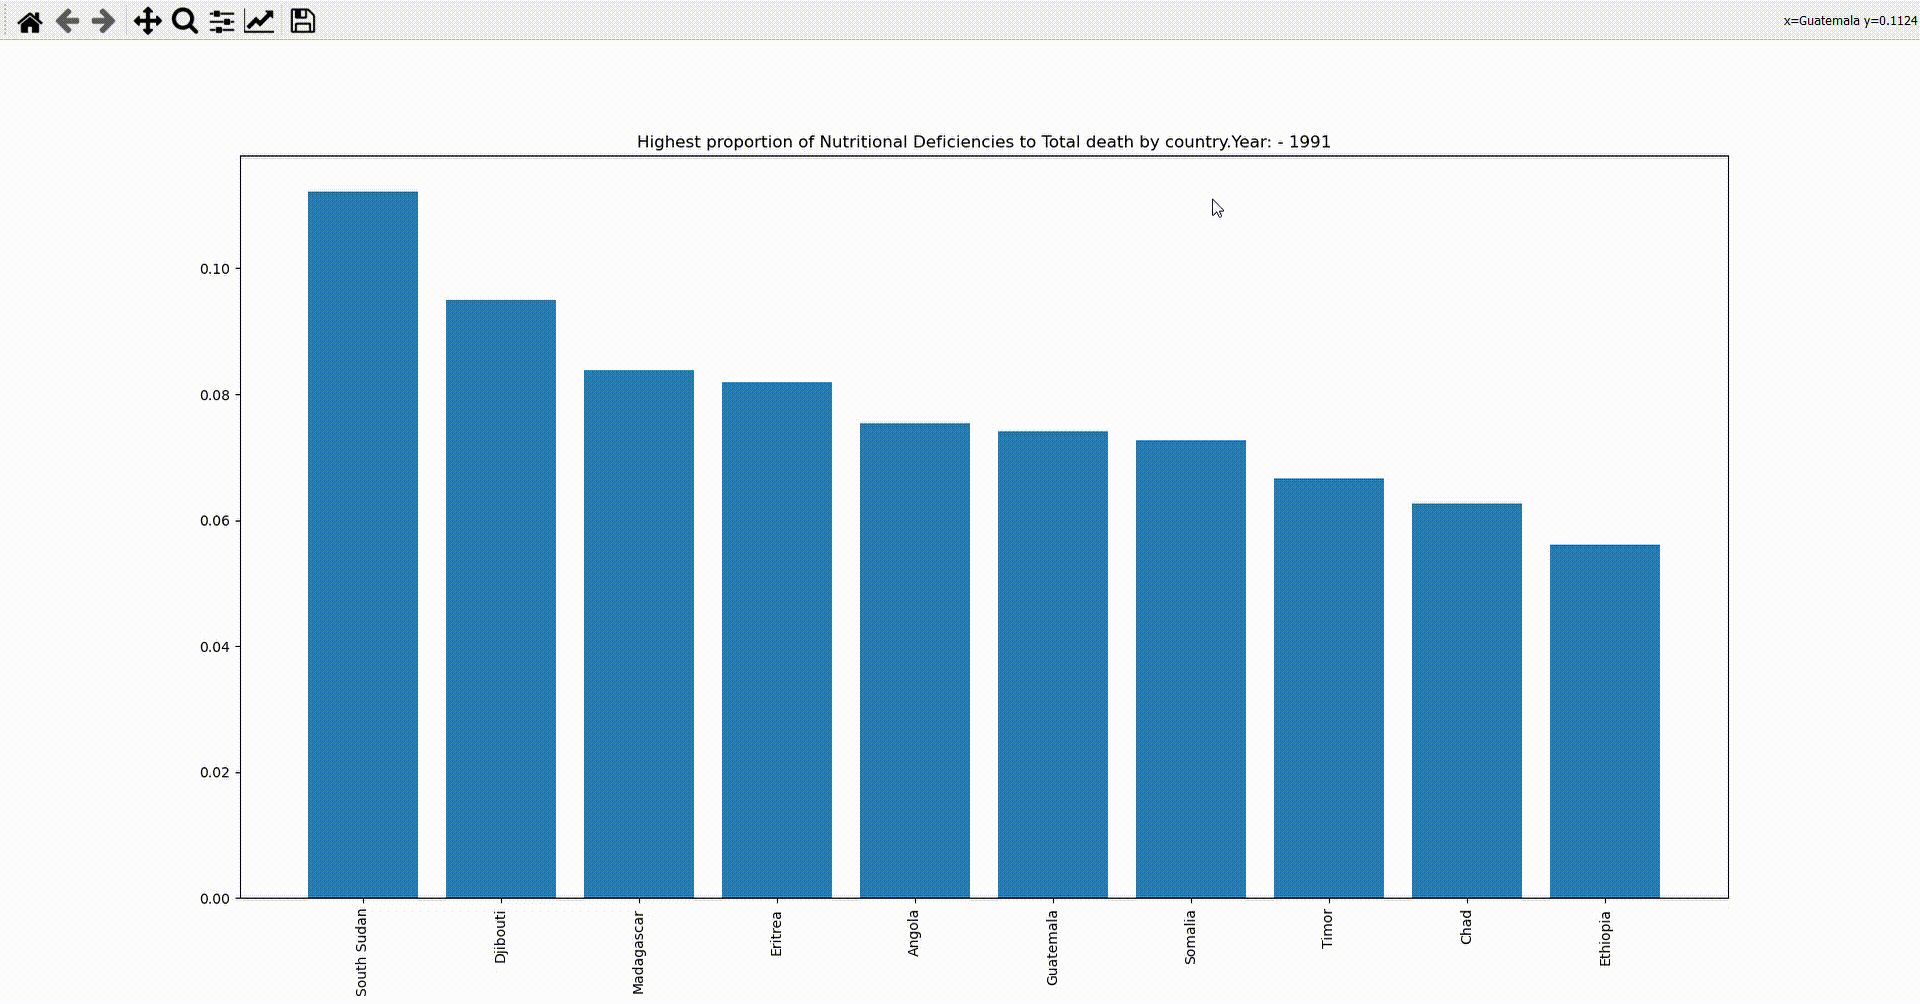 x=Guatemala y=0.1124
Highest proportion of Nutritional Deficiencies to Total death by country.Year: - 1991
0.10
0.08
0.06
0.04
0.02
0.00
South Sudan
Djibouti
Madagascar
Eritrea
Angola
Guatemala
Somalia
Timor
Chad
Ethiopia